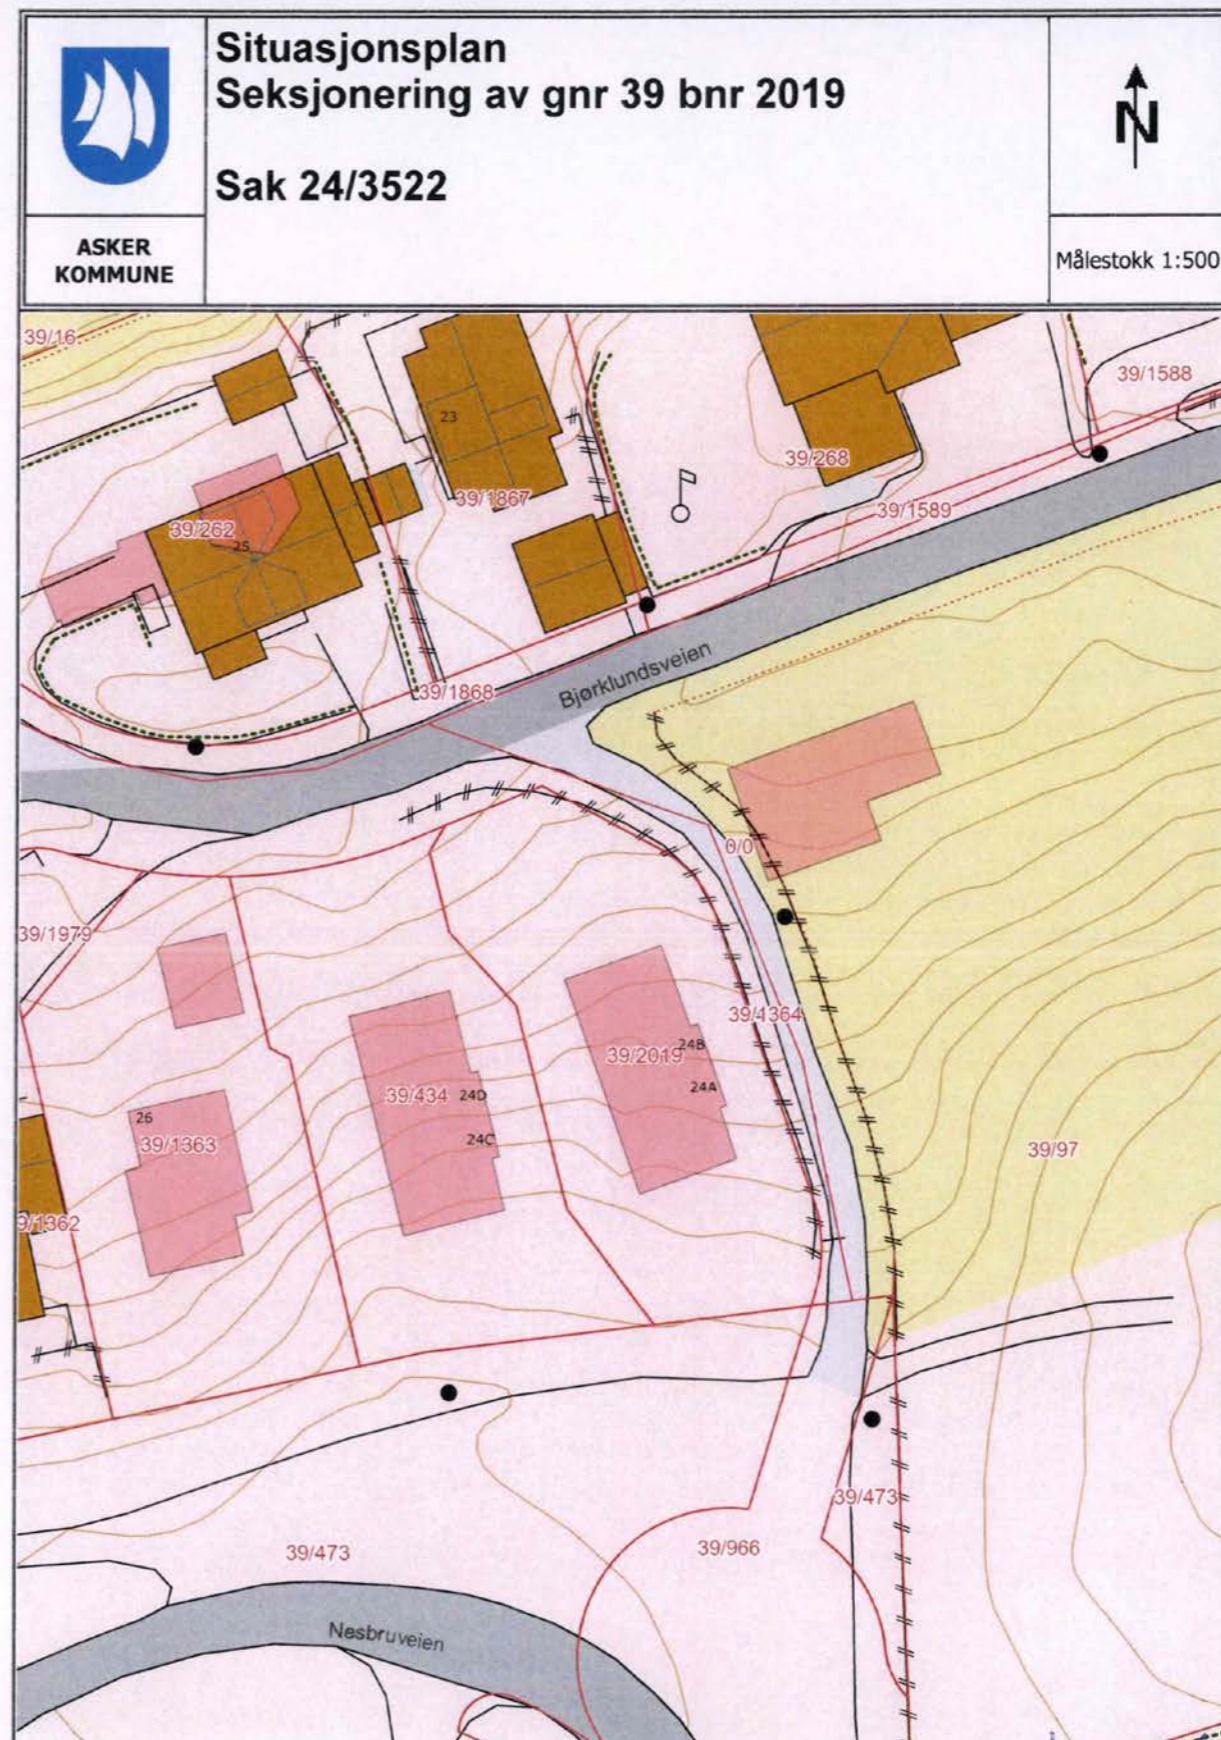 Situasjonsplan
Seksjonering av gnr 39 bnr 2019
Sak 24/3522
ASKER
KOMMUNE
N
Målestokk 1:500
39/16
39/1588
23
39/268
39/1867
39/1589
39/262
25
Bjørklundsveien
39/1868
0/0
39/1979
39/1364
24B
39/2019
24A
39/434
24D
26
24C
39/1363
39/97
9/1362
39/473
39/473
39/966
Nesbruveien